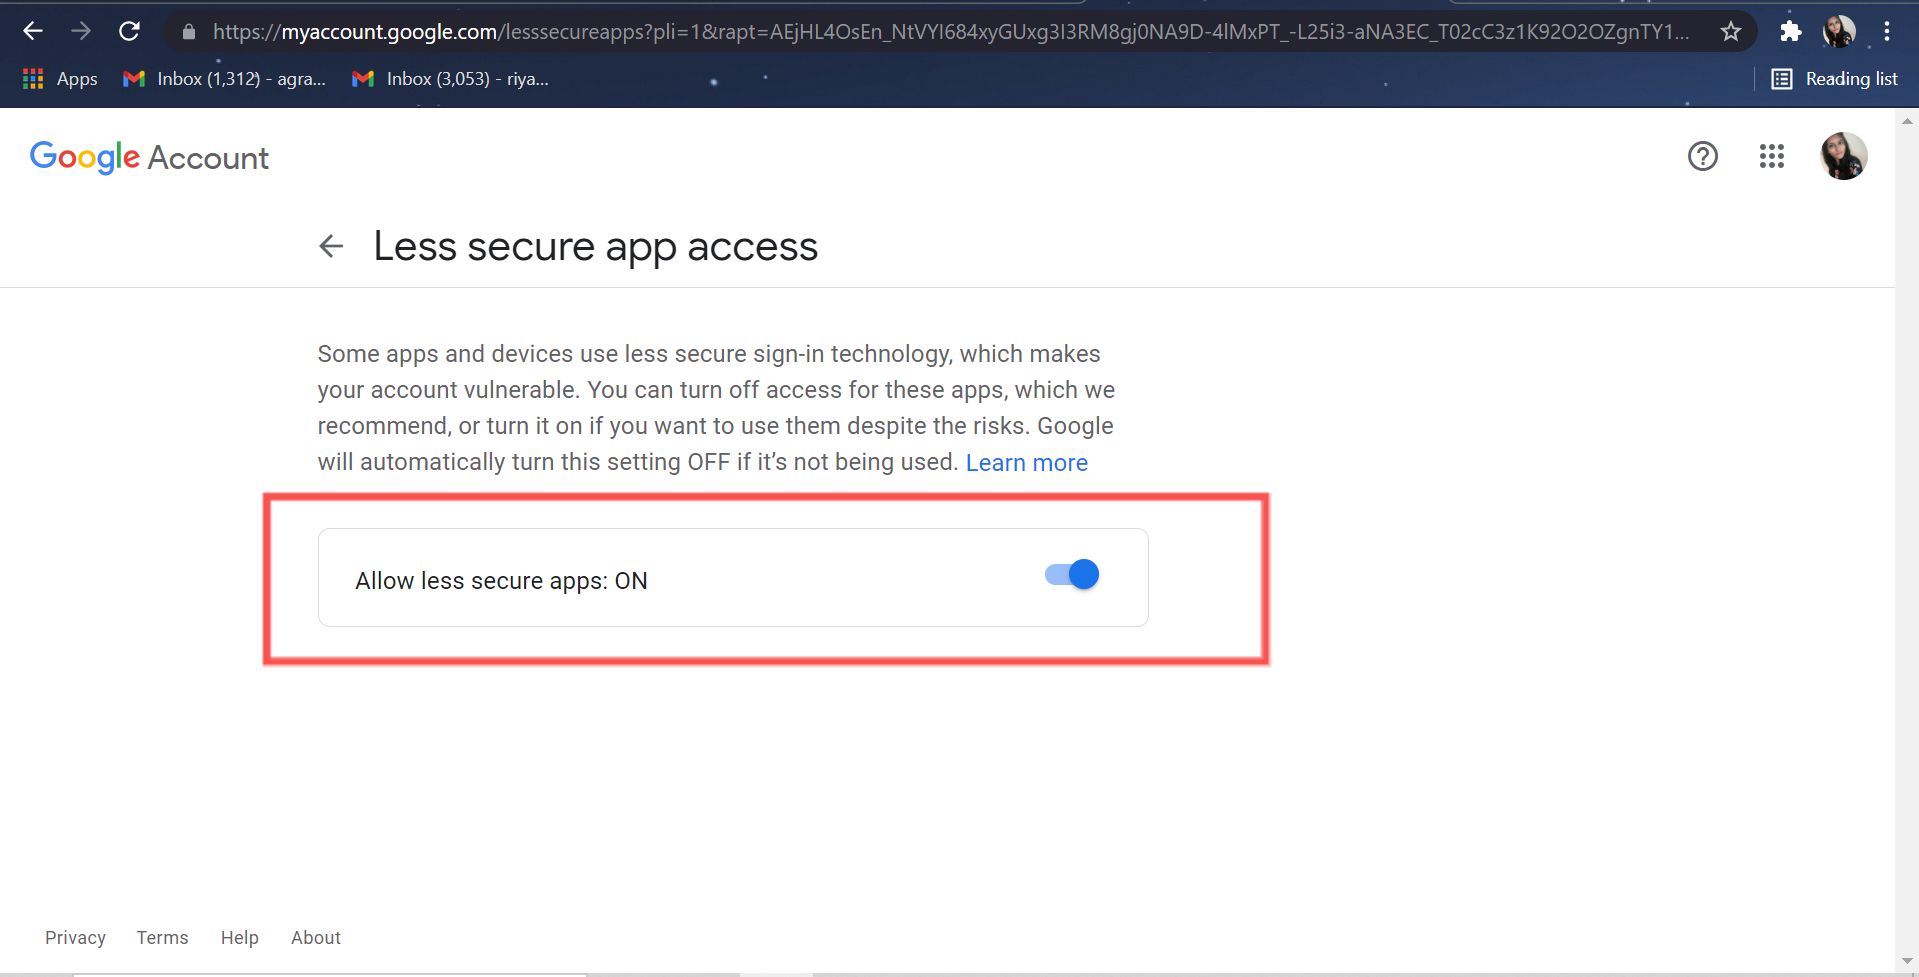 https://myaccount.google.com/lesssecureapps?pli=1&rapt=AEjHL4OsEn_NtVYI684xyGUxg3I3RM8gj0NA9D-4lMxPT_-L25i3-aNA3EC_T02cC3z1K92O2OZgnTY1...
Apps Inbox (1,312) - agra... Inbox (3,053) - riya... Reading list
Google Account
Less secure app access
Some apps and devices use less secure sign-in technology, which makes
your account vulnerable. You can turn off access for these apps, which we
recommend, or turn it on if you want to use them despite the risks. Google
will automatically turn this setting OFF if it’s not being used. Learn more
Allow less secure apps: ON
Privacy Terms Help About